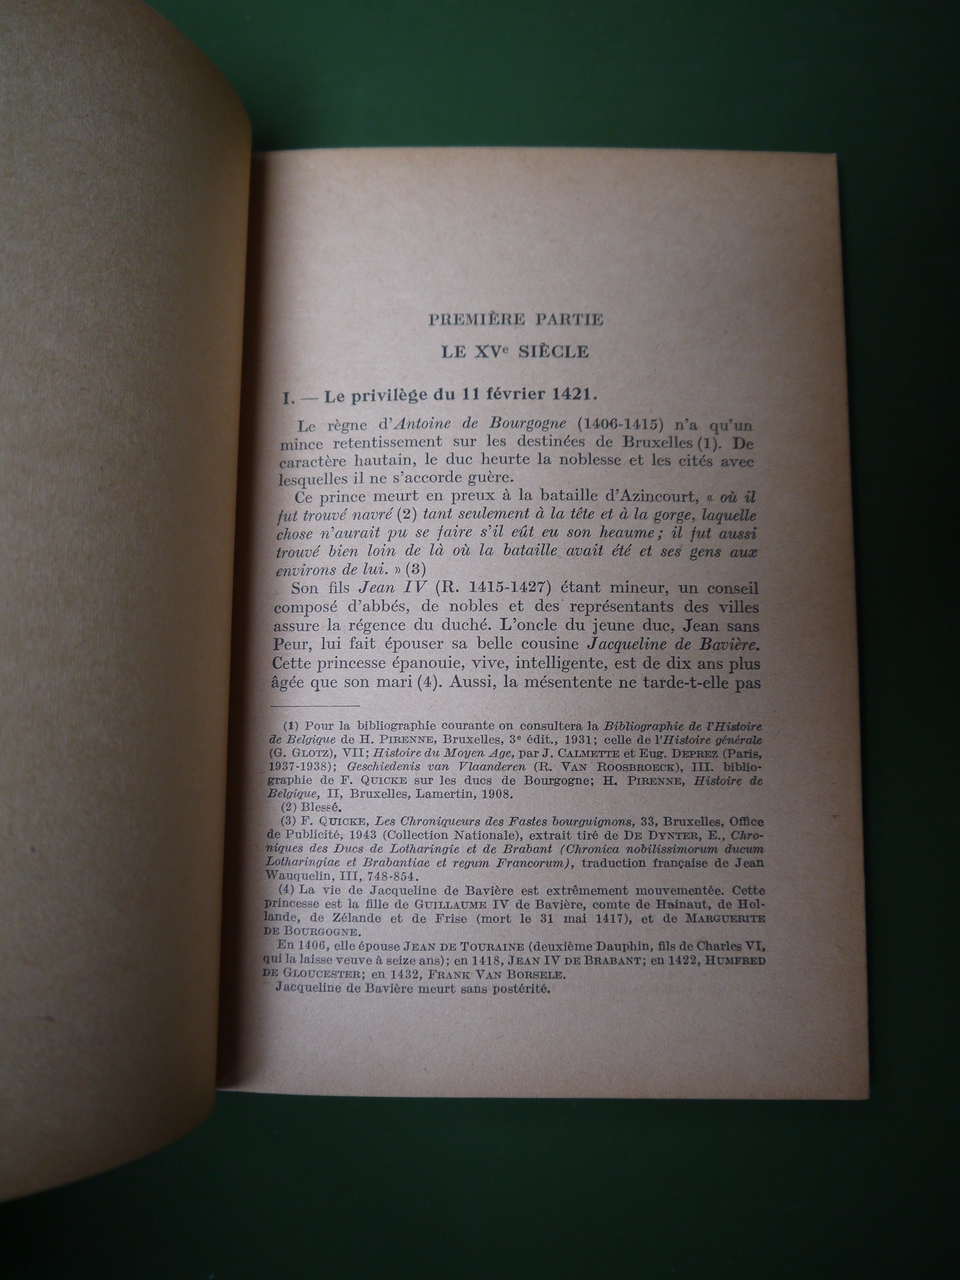 PREMIÈRE PARTIE
LE XVe SIÈCLE
I. — Le privilège du 11 février 1421.
Le règne d'Antoine de Bourgogne (1406-1415) n'a qu'un
mince retentissement sur les destinées de Bruxelles (1). De
caractère hautain, le duc heurte la noblesse et les cités avec
lesquelles il ne s'accorde guère.
Ce prince meurt en preux à la bataille d'Azincourt, « où il
fut trouvé navré (2) tant seulement à la tête et à la gorge, laquelle
chose n'aurait pu se faire s'il eût eu son heaume ; il fut aussi
trouvé bien loin de là où la bataille avait été et ses gens aux
environs de lui. » (3)
Son fils Jean IV (R. 1415-1427) étant mineur, un conseil
composé d'abbés, de nobles et des représentants des villes
assure la régence du duché. L'oncle du jeune duc, Jean sans
Peur, lui fait épouser sa belle cousine Jacqueline de Bavière.
Cette princesse épanouie, vive, intelligente, est de dix ans plus
âgée que son mari (4). Aussi, la mésentente ne tarde-t-elle pas
(1) Pour la bibliographie courante on consultera la Bibliographie de l'Histoire
de Belgique de H. PIRENNE, Bruxelles, 3e édit., 1931 ; celle de l'Histoire générale
(G. GLOTZ), VII ; Histoire du Moyen Age, par J. CALMETTE et Eug. DEPREZ (Paris,
1937-1938) ; Geschiedenis van Vlaanderen (R. VAN ROOSBROECK), III. biblio-
graphie de F. QUICKE sur les ducs de Bourgogne ; H. PIRENNE, Histoire de
Belgique, II, Bruxelles, Lamertin, 1908.
(2) Blessé.
(3) F. QUICKE, Les Chroniqueurs des Fastes bourguignons, 33, Bruxelles, Office
de Publicité, 1943 (Collection Nationale), extrait tiré de DE DYNTER, E., Chro-
niques des Ducs de Lotharingie et de Brabant (Chronica nobilissimorum ducum
Lotharingiae et Brabantiae et regum Francorum), traduction française de Jean
Wauquelin, III, 748-854.
(4) La vie de Jacqueline de Bavière est extrêmement mouvementée. Cette
princesse est la fille de GUILLAUME IV de Bavière, comte de Hainaut, de Hol-
lande, de Zélande et de Frise (mort le 31 mai 1417), et de MARGUERITE
DE BOURGOGNE.
En 1406, elle épouse JEAN DE TOURAINE (deuxième Dauphin, fils de Charles VI,
qui la laisse veuve à seize ans) ; en 1418, JEAN IV DE BRABANT ; en 1422, HUMFRED
DE GLOUCESTER ; en 1432, FRANK VAN BORSELE.
Jacqueline de Bavière meurt sans postérité.